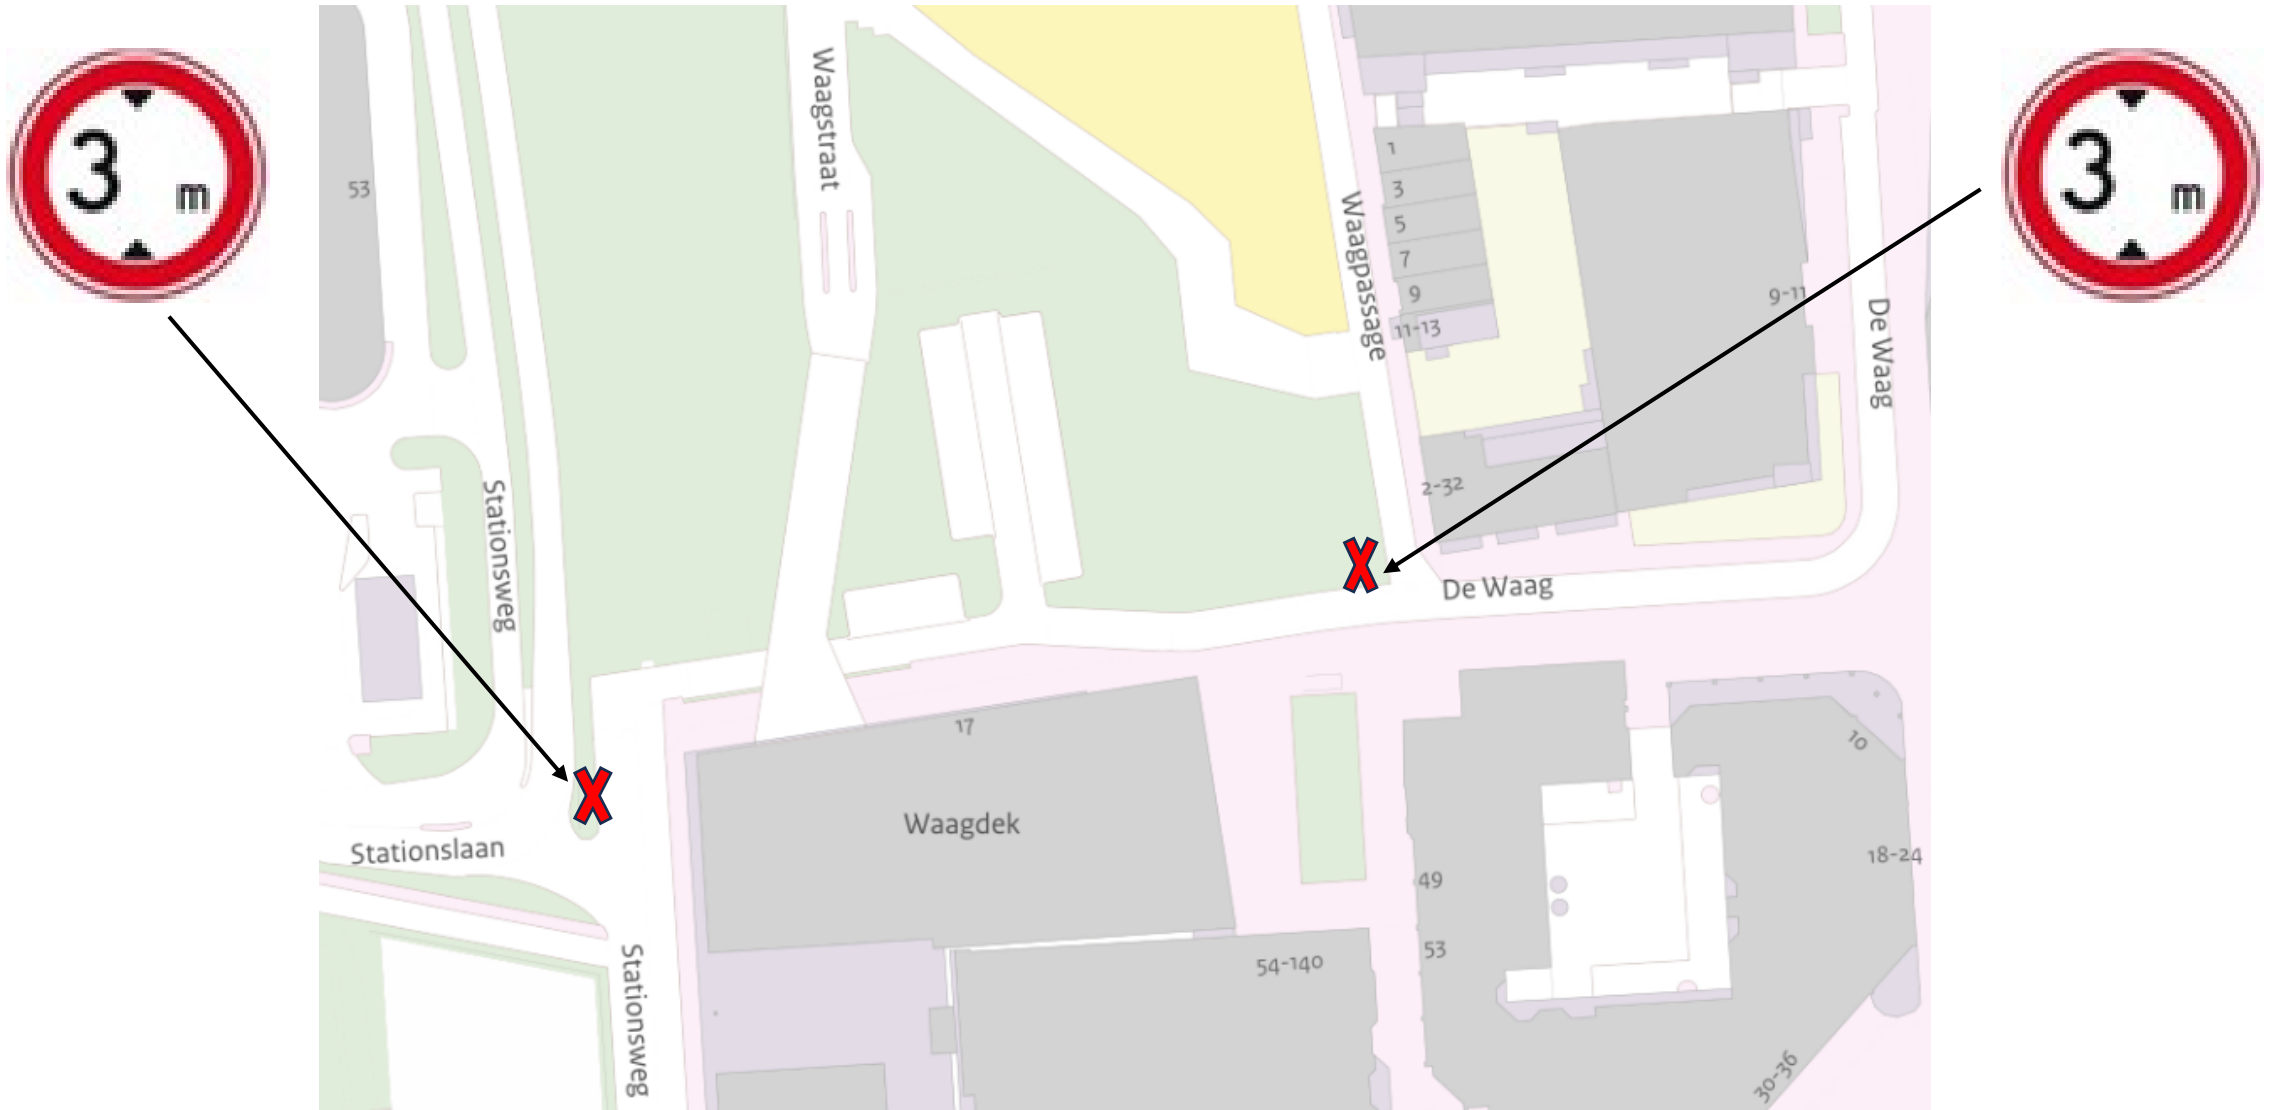 3 m
3 m
53
Waagstraat
Waagpassage
1
3
5
7
9
11-13
9-11
De Waag
2-32
Stationsweg
De Waag
17
Waagdek
10
Stationslaan
18-24
49
53
54-140
Stationsweg
30-36